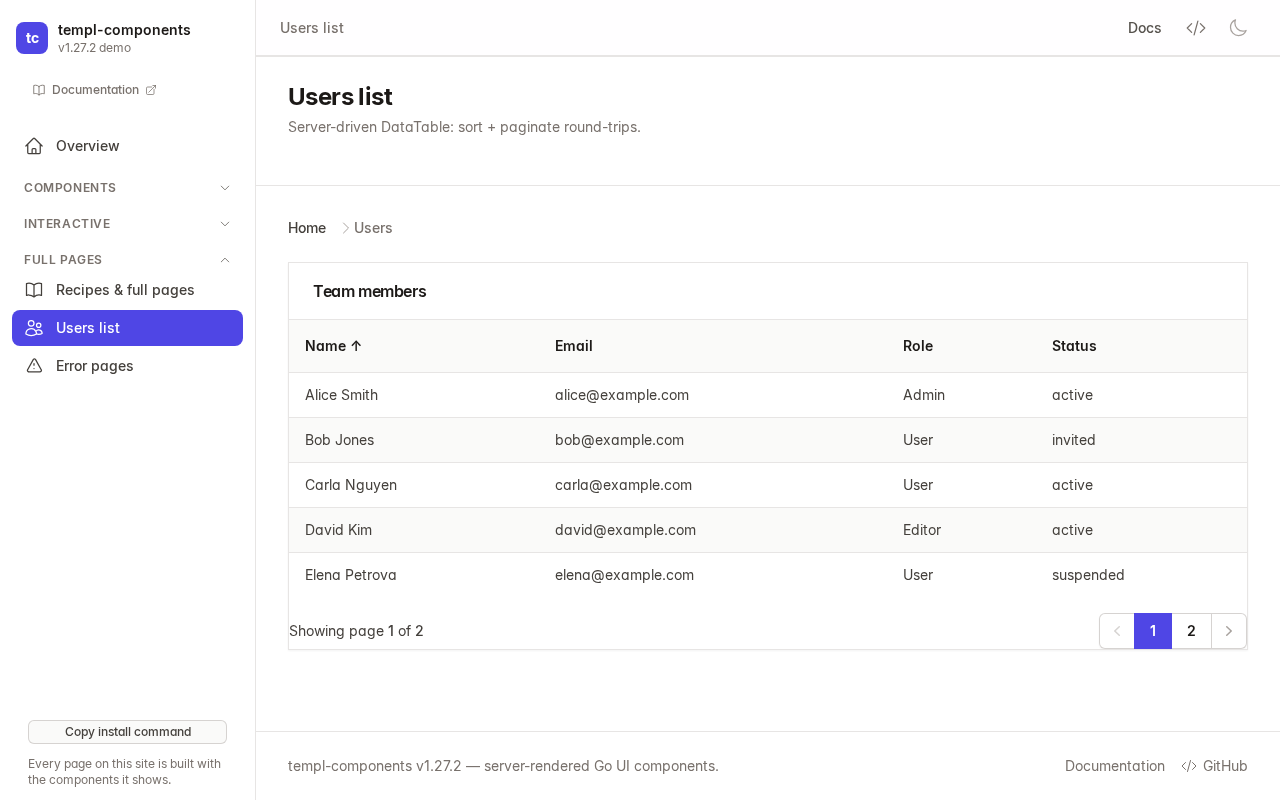 tc
templ-components
v1.27.2 demo
Documentation
Overview
COMPONENTS
INTERACTIVE
FULL PAGES
Recipes & full pages
Users list
Error pages
Copy install command
Every page on this site is built with
the components it shows.
Users list
Docs
Users list
Server-driven DataTable: sort + paginate round-trips.
Home Users
Team members
Name ↑ Email Role Status
Alice Smith alice@example.com Admin active
Bob Jones bob@example.com User invited
Carla Nguyen carla@example.com User active
David Kim david@example.com Editor active
Elena Petrova elena@example.com User suspended
Showing page 1 of 2 1 2
templ-components v1.27.2 — server-rendered Go UI components. Documentation GitHub